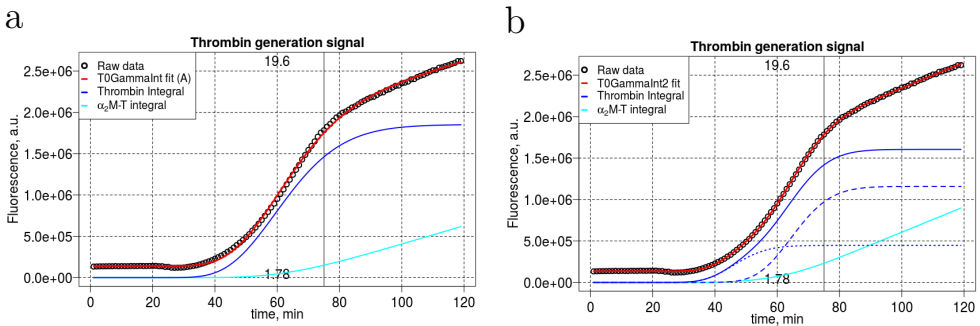 a
Thrombin generation signal
19.6
Raw data
T0GammaInt fit (A)
Thrombin Integral
α₂M-T integral
Fluorescence, a.u.
2.5e+06
2.0e+06
1.5e+06
1.0e+06
5.0e+05
0.0e+00
1.78
0 20 40 60 80 100 120
time, min
b
Thrombin generation signal
19.6
Raw data
T0GammaInt2 fit
Thrombin Integral
α₂M-T integral
Fluorescence, a.u.
2.5e+06
2.0e+06
1.5e+06
1.0e+06
5.0e+05
0.0e+00
1.78
0 20 40 60 80 100 120
time, min